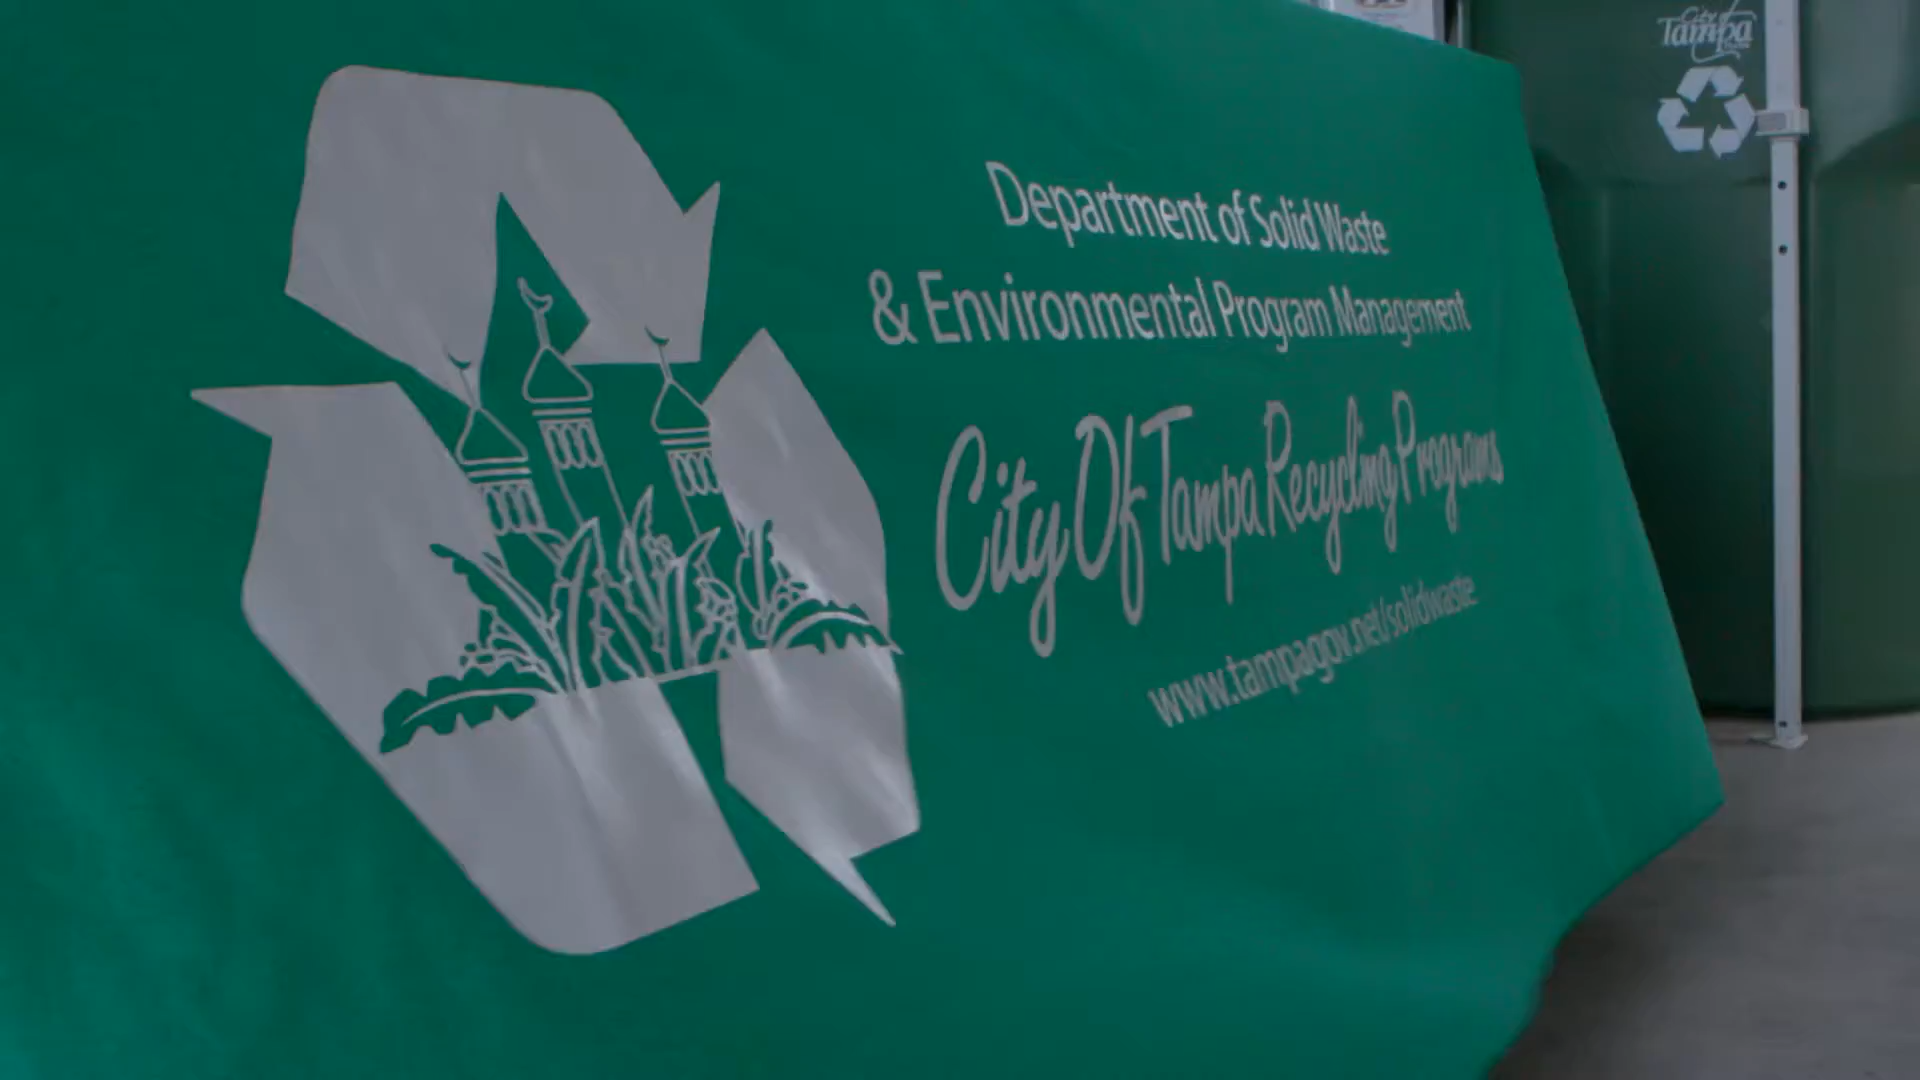 Department of Solid Waste
& Environmental Program Management
City Of Tampa Recycling Programs
www.tampagov.net/solidwaste
City of
Tampa